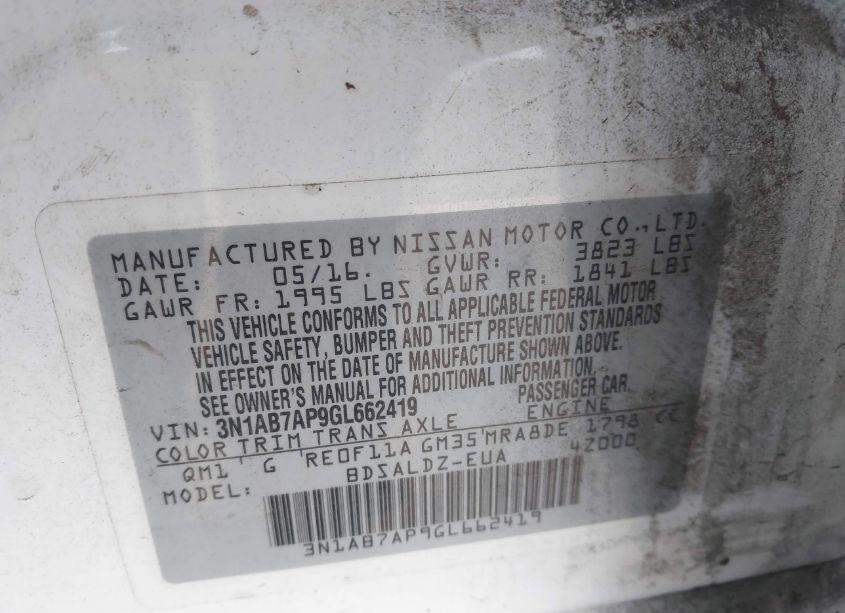 MANUFACTURED BY NISSAN MOTOR CO.,LTD.
DATE: 05/16. GVWR: 3823 LBS
GAWR FR: 1995 LBS GAWR RR: 1841 LBS
THIS VEHICLE CONFORMS TO ALL APPLICABLE FEDERAL MOTOR
VEHICLE SAFETY, BUMPER AND THEFT PREVENTION STANDARDS
IN EFFECT ON THE DATE OF MANUFACTURE SHOWN ABOVE.
SEE OWNER'S MANUAL FOR ADDITIONAL INFORMATION.
VIN: 3N1AB7AP9GL662419 PASSENGER CAR.
COLOR TRIM TRANS AXLE ENGINE
QM1 G RE0F11A GM35 MRA8DE 1798 CC
MODEL: BDSALDZ-EUA 42000
3N1AB7AP9GL662419